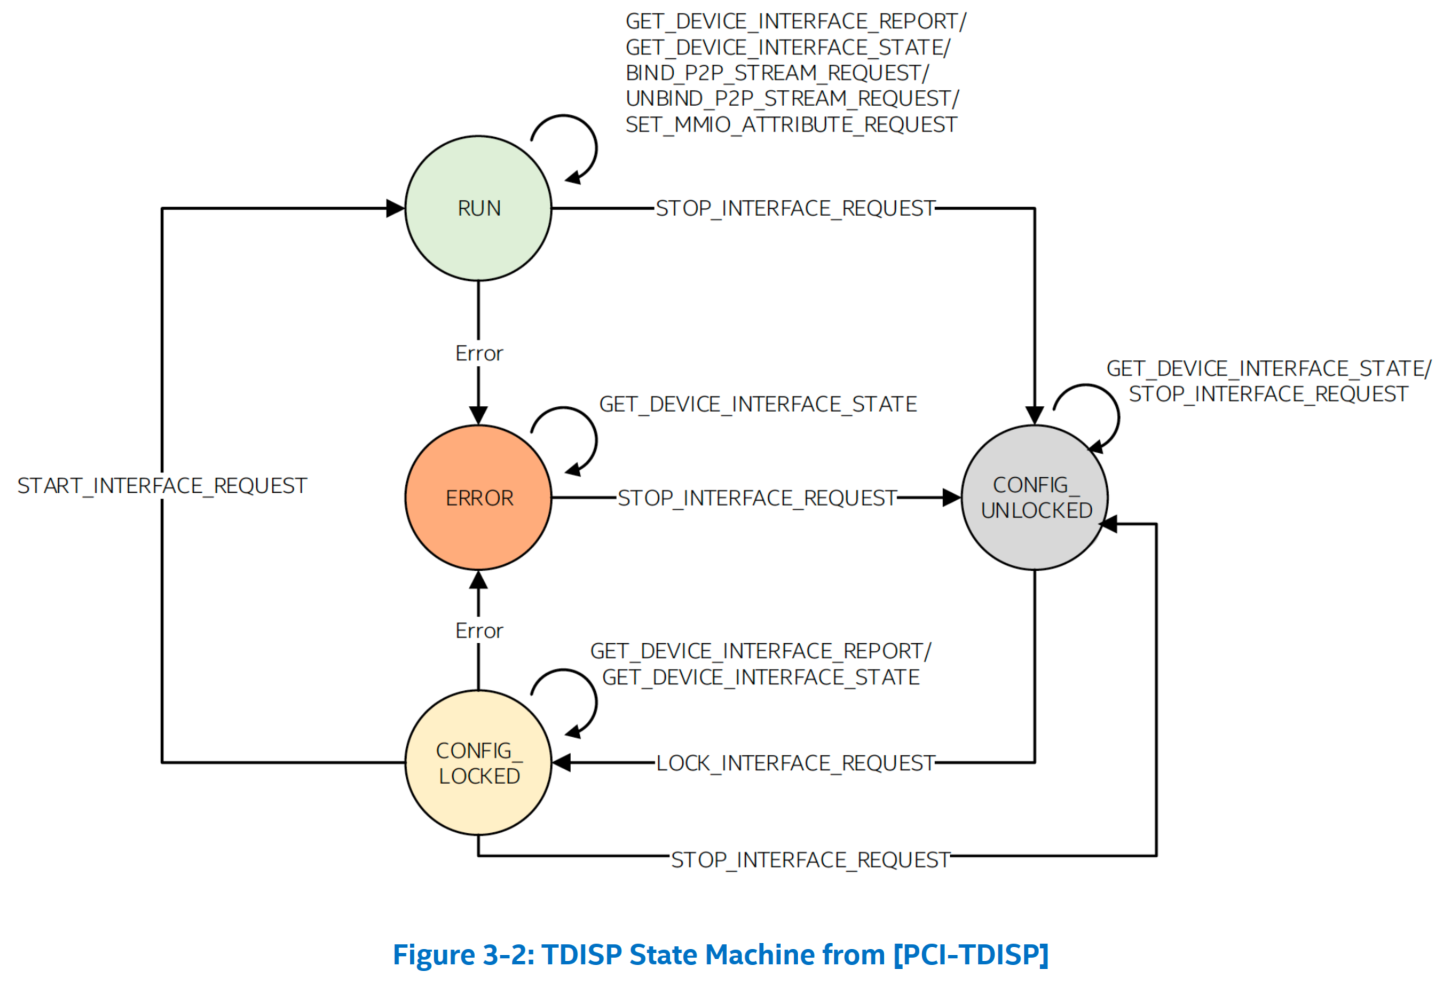 GET_DEVICE_INTERFACE_REPORT/
GET_DEVICE_INTERFACE_STATE/
BIND_P2P_STREAM_REQUEST/
UNBIND_P2P_STREAM_REQUEST/
SET_MMIO_ATTRIBUTE_REQUEST
RUN
STOP_INTERFACE_REQUEST
Error
GET_DEVICE_INTERFACE_STATE/
STOP_INTERFACE_REQUEST
GET_DEVICE_INTERFACE_STATE
START_INTERFACE_REQUEST
ERROR
STOP_INTERFACE_REQUEST
CONFIG_
UNLOCKED
Error
GET_DEVICE_INTERFACE_REPORT/
GET_DEVICE_INTERFACE_STATE
CONFIG_
LOCKED
LOCK_INTERFACE_REQUEST
STOP_INTERFACE_REQUEST
Figure 3-2: TDISP State Machine from [PCI-TDISP]